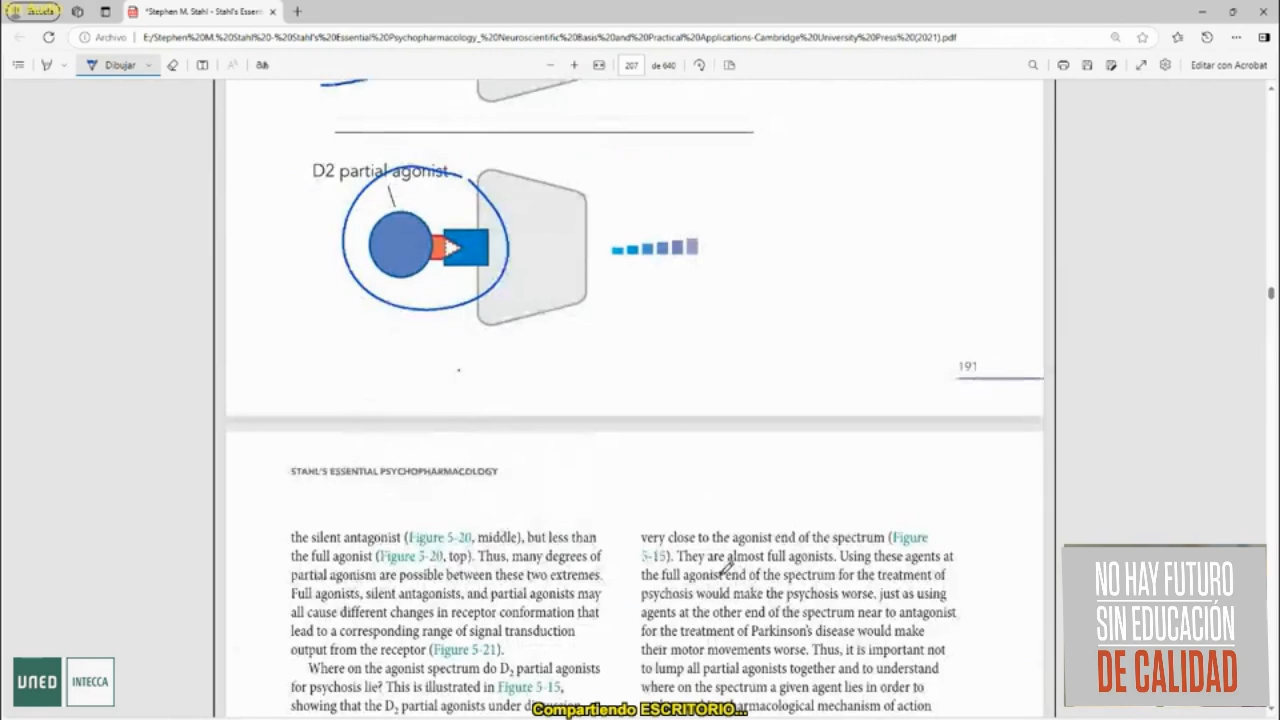 Escuela
*Stephen M. Stahl - Stahl's Essen
Archivo
E:/Stephen%20M.%20Stahl%20-%20Stahl's%20Essential%20Psychopharmacology_%20Neuroscientific%20Basis%20and%20Practical%20Applications-Cambridge%20University%20Press%20(2021).pdf
Dibujar
207
de 640
Editar con Acrobat
D2 partial agonist
191
STAHL'S ESSENTIAL PSYCHOPHARMACOLOGY
the silent antagonist (Figure 5-20, middle), but less than
the full agonist (Figure 5-20, top). Thus, many degrees of
partial agonism are possible between these two extremes.
Full agonists, silent antagonists, and partial agonists may
all cause different changes in receptor conformation that
lead to a corresponding range of signal transduction
output from the receptor (Figure 5-21).
Where on the agonist spectrum do D2 partial agonists
for psychosis lie? This is illustrated in Figure 5-15,
showing that the D2 partial agonists under
very close to the agonist end of the spectrum (Figure
5-15). They are almost full agonists. Using these agents at
the full agonist end of the spectrum for the treatment of
psychosis would make the psychosis worse, just as using
agents at the other end of the spectrum near to antagonist
for the treatment of Parkinson's disease would make
their motor movements worse. Thus, it is important not
to lump all partial agonists together and to understand
where on the spectrum a given agent lies in order to
armacological mechanism of action
Compartiendo ESCRITORIO...
UNED
INTECCA
NO HAY FUTURO
SIN EDUCACIÓN
DE CALIDAD